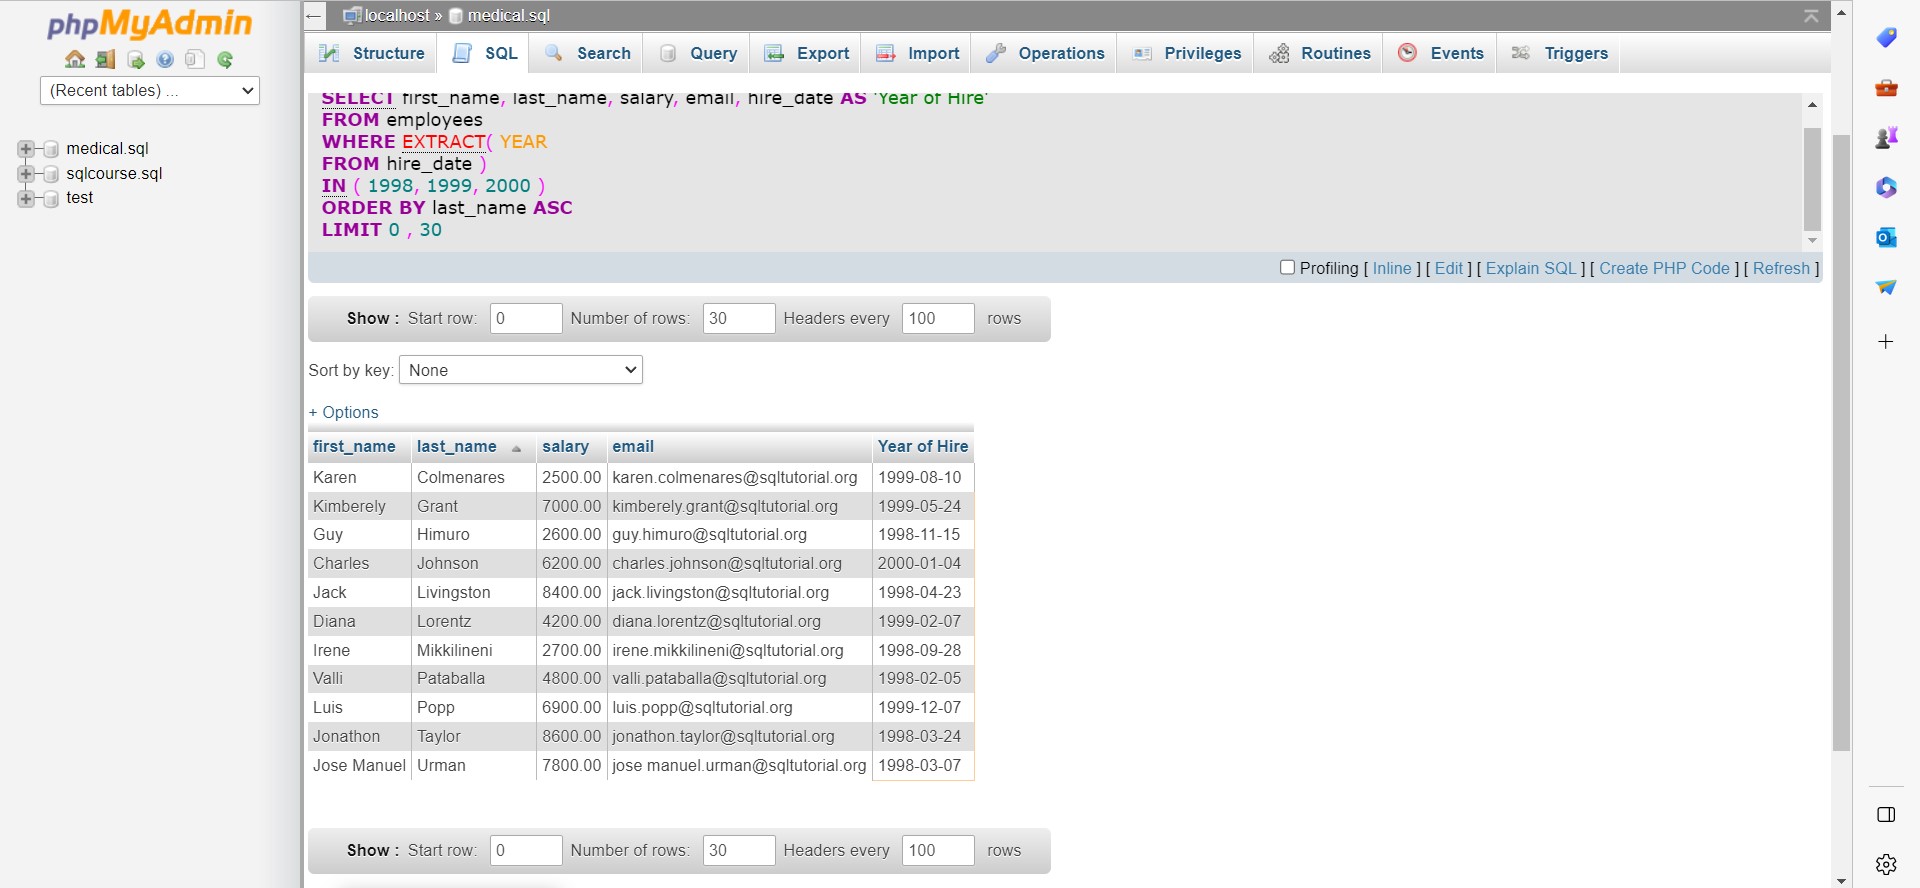 phpMyAdmin
(Recent tables) ...
medical.sql
sqlcourse.sql
test
← localhost » medical.sql
Structure SQL Search Query Export Import Operations Privileges Routines Events Triggers
SELECT first_name, last_name, salary, email, hire_date AS 'Year of Hire'
FROM employees
WHERE EXTRACT( YEAR
FROM hire_date )
IN ( 1998, 1999, 2000 )
ORDER BY last_name ASC
LIMIT 0 , 30
Profiling [ Inline ] [ Edit ] [ Explain SQL ] [ Create PHP Code ] [ Refresh ]
Show : Start row: 0 Number of rows: 30 Headers every 100 rows
Sort by key: None
+ Options
first_name last_name salary email Year of Hire
Karen Colmenares 2500.00 karen.colmenares@sqltutorial.org 1999-08-10
Kimberely Grant 7000.00 kimberely.grant@sqltutorial.org 1999-05-24
Guy Himuro 2600.00 guy.himuro@sqltutorial.org 1998-11-15
Charles Johnson 6200.00 charles.johnson@sqltutorial.org 2000-01-04
Jack Livingston 8400.00 jack.livingston@sqltutorial.org 1998-04-23
Diana Lorentz 4200.00 diana.lorentz@sqltutorial.org 1999-02-07
Irene Mikkilineni 2700.00 irene.mikkilineni@sqltutorial.org 1998-09-28
Valli Pataballa 4800.00 valli.pataballa@sqltutorial.org 1998-02-05
Luis Popp 6900.00 luis.popp@sqltutorial.org 1999-12-07
Jonathon Taylor 8600.00 jonathon.taylor@sqltutorial.org 1998-03-24
Jose Manuel Urman 7800.00 jose manuel.urman@sqltutorial.org 1998-03-07
Show : Start row: 0 Number of rows: 30 Headers every 100 rows